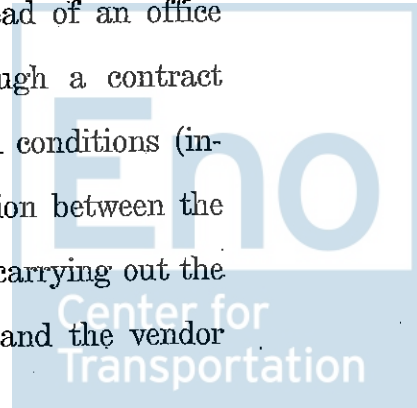 ad of an office
ugh a contract
conditions (in-
ion between the
carrying out the
and the vendor
Eno
Center for
Transportation